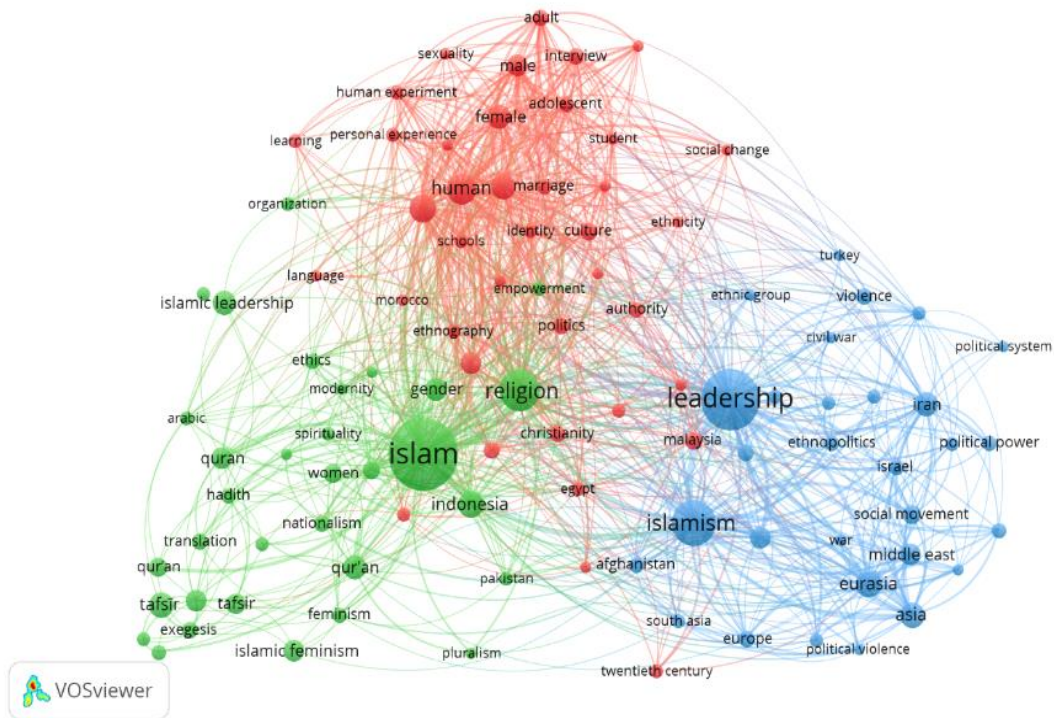 adult
sexuality
male
interview
human experiment
adolescent
female
learning
personal experience
student
social change
human
marriage
organization
schools
identity
culture
ethnicity
turkey
language
islamic leadership
morocco
empowerment
ethnic group
violence
authority
ethnography
politics
civil war
political system
ethics
modernity
gender
religion
leadership
iran
arabic
spirituality
christianity
malaysia
ethnopolitics
political power
quran
women
islam
israel
hadith
indonesia
egypt
nationalism
islamism
social movement
translation
war
middle east
qur'an
qur'an
pakistan
afghanistan
eurasia
tafsīr
tafsir
feminism
south asia
asia
exegesis
europe
islamic feminism
pluralism
political violence
twentieth century
VOSviewer